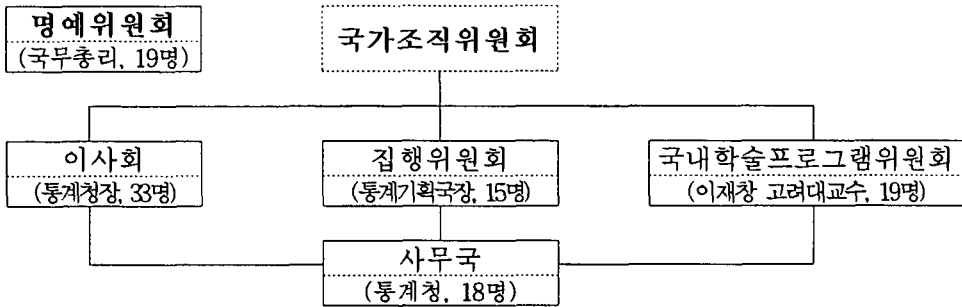 명예위원회
(국무총리, 19명)
국가조직위원회
이사회
(통계청장, 33명)
집행위원회
(통계기획국장, 15명)
국내학술프로그램위원회
(이재창 고려대교수, 19명)
사무국
(통계청, 18명)